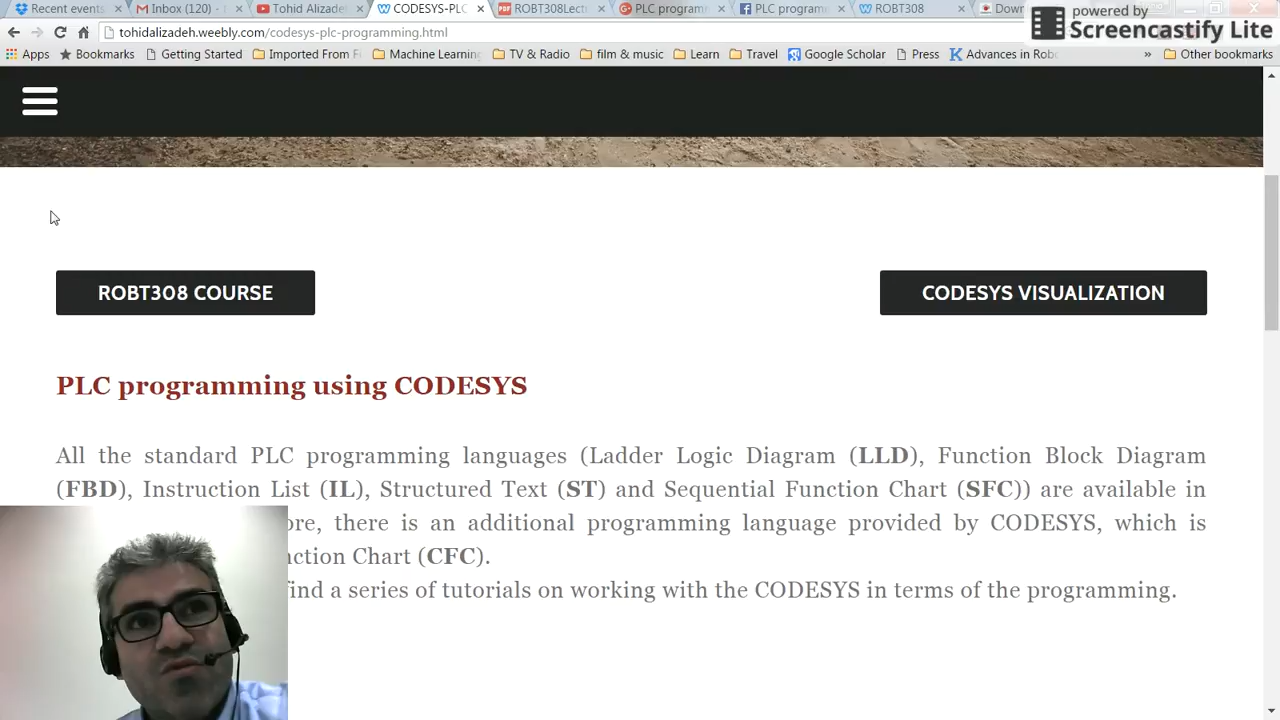 Recent events
Inbox (120) -
Tohid Alizade
CODESYS-PLC
ROBT308Lect
PLC program
PLC program
ROBT308
Down
powered by
Screencastify Lite
tohidalizadeh.weebly.com/codesys-plc-programming.html
Apps
Bookmarks
Getting Started
Imported From
Machine Learning
TV & Radio
film & music
Learn
Travel
Google Scholar
Press
Advances in Rob
»
Other bookmarks
ROBT308 COURSE
CODESYS VISUALIZATION
PLC programming using CODESYS
All the standard PLC programming languages (Ladder Logic Diagram (LLD), Function Block Diagram
(FBD), Instruction List (IL), Structured Text (ST) and Sequential Function Chart (SFC)) are available in
ore, there is an additional programming language provided by CODESYS, which is
nction Chart (CFC).
find a series of tutorials on working with the CODESYS in terms of the programming.